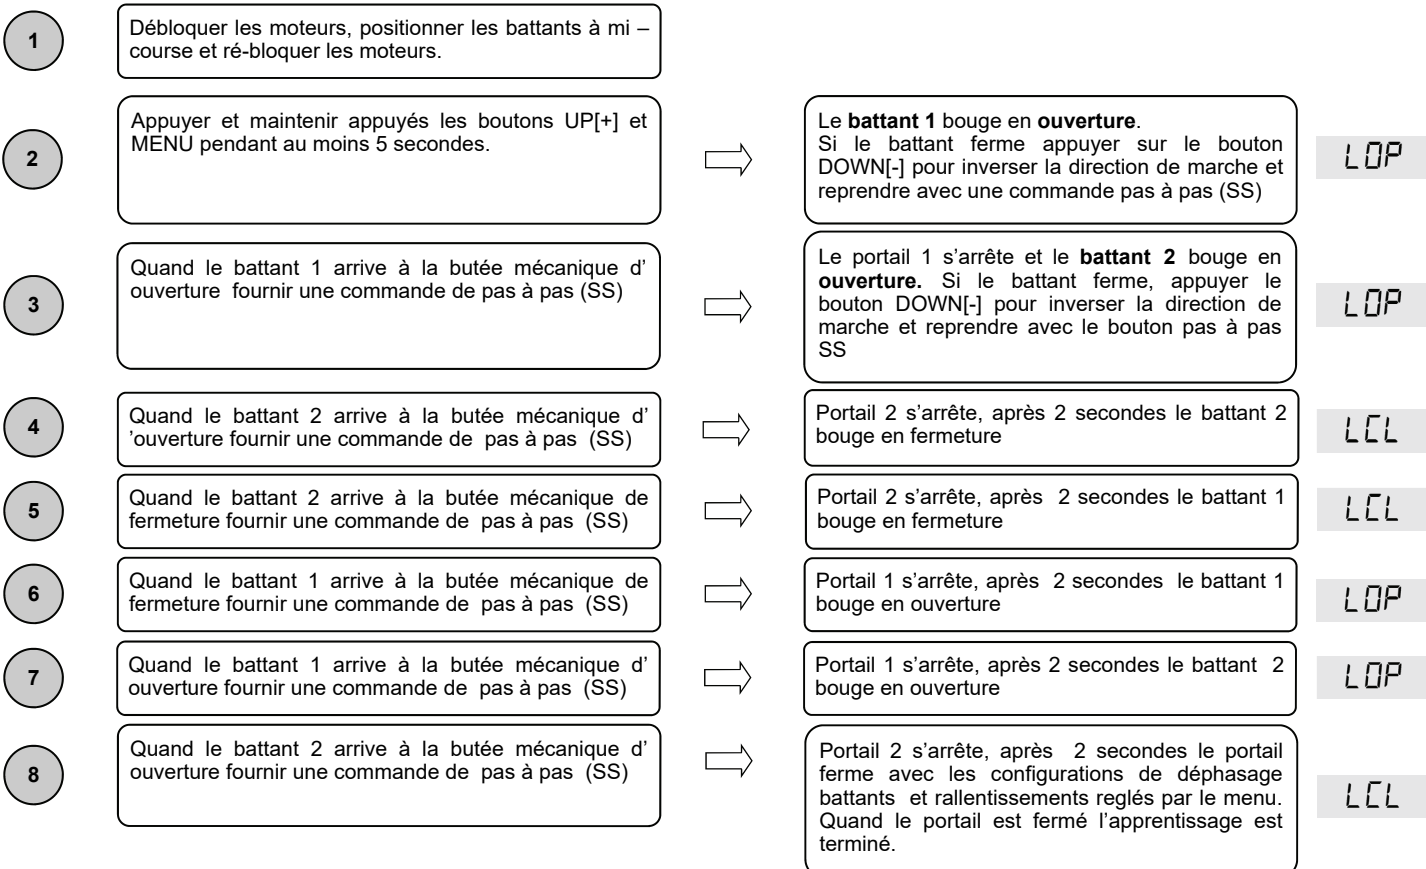 1
Débloquer les moteurs, positionner les battants à mi –
course et ré-bloquer les moteurs.
2
Appuyer et maintenir appuyés les boutons UP[+] et
MENU pendant au moins 5 secondes.
Le battant 1 bouge en ouverture.
Si le battant ferme appuyer sur le bouton
DOWN[-] pour inverser la direction de marche et
reprendre avec une commande pas à pas (SS)
LOP
3
Quand le battant 1 arrive à la butée mécanique d’
ouverture fournir une commande de pas à pas (SS)
Le portail 1 s’arrête et le battant 2 bouge en
ouverture. Si le battant ferme, appuyer le
bouton DOWN[-] pour inverser la direction de
marche et reprendre avec le bouton pas à pas
SS
LOP
4
Quand le battant 2 arrive à la butée mécanique d’
’ouverture fournir une commande de pas à pas (SS)
Portail 2 s’arrête, après 2 secondes le battant 2
bouge en fermeture
LCL
5
Quand le battant 2 arrive à la butée mécanique de
fermeture fournir une commande de pas à pas (SS)
Portail 2 s’arrête, après 2 secondes le battant 1
bouge en fermeture
LCL
6
Quand le battant 1 arrive à la butée mécanique de
fermeture fournir une commande de pas à pas (SS)
Portail 1 s’arrête, après 2 secondes le battant 1
bouge en ouverture
LOP
7
Quand le battant 1 arrive à la butée mécanique d’
ouverture fournir une commande de pas à pas (SS)
Portail 1 s’arrête, après 2 secondes le battant 2
bouge en ouverture
LOP
8
Quand le battant 2 arrive à la butée mécanique d’
ouverture fournir une commande de pas à pas (SS)
Portail 2 s’arrête, après 2 secondes le portail
ferme avec les configurations de déphasage
battants et rallentissements reglés par le menu.
Quand le portail est fermé l’apprentissage est
terminé.
LCL